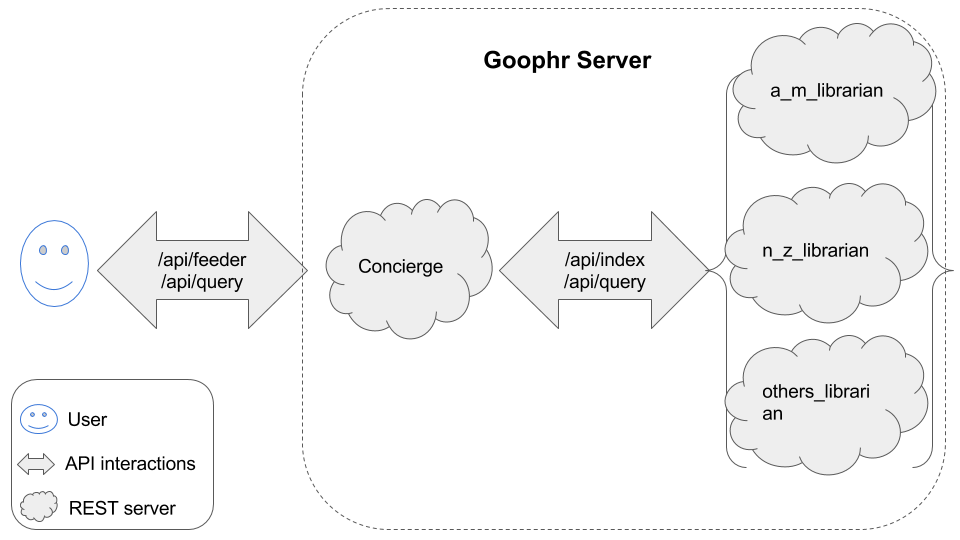 Goophr Server
a_m_librarian
/api/feeder
/api/query
Concierge
/api/index
/api/query
n_z_librarian
others_librari
an
User
API interactions
REST server